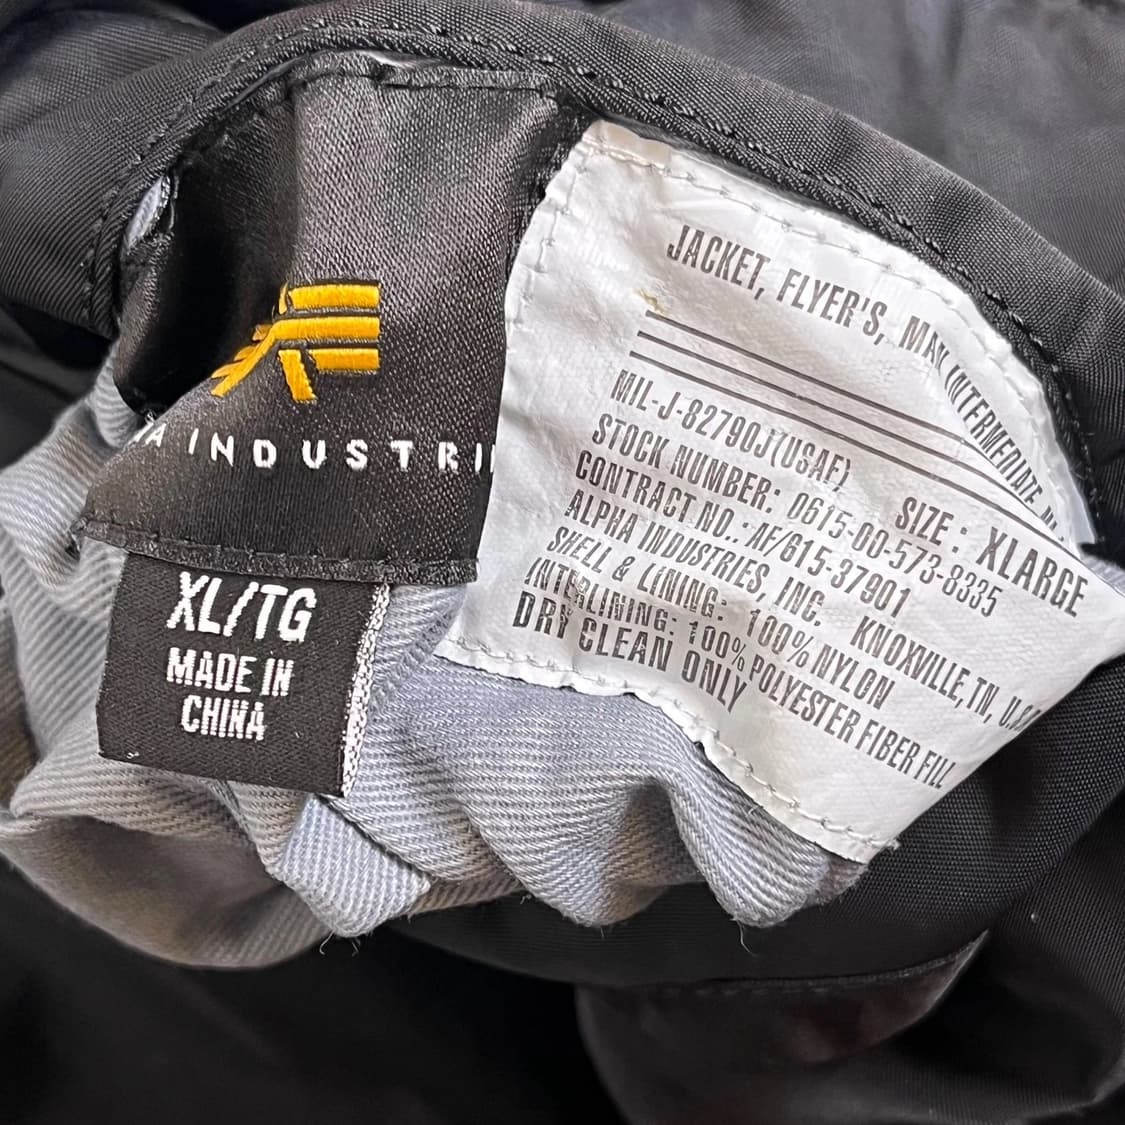 A INDUSTRI
XL/TG
MADE IN
CHINA
JACKET, FLYER'S, MAN, INTERMEDIATE,
MIL-J-82790J(USAF) SIZE: XLARGE
STOCK NUMBER: 0615-00-573-8335
CONTRACT NO.: AF/615-37901
ALPHA INDUSTRIES, INC. KNOXVILLE, TN, U.S.
SHELL & LINING: 100% NYLON
INTERLINING: 100% POLYESTER FIBER FILL
DRY CLEAN ONLY